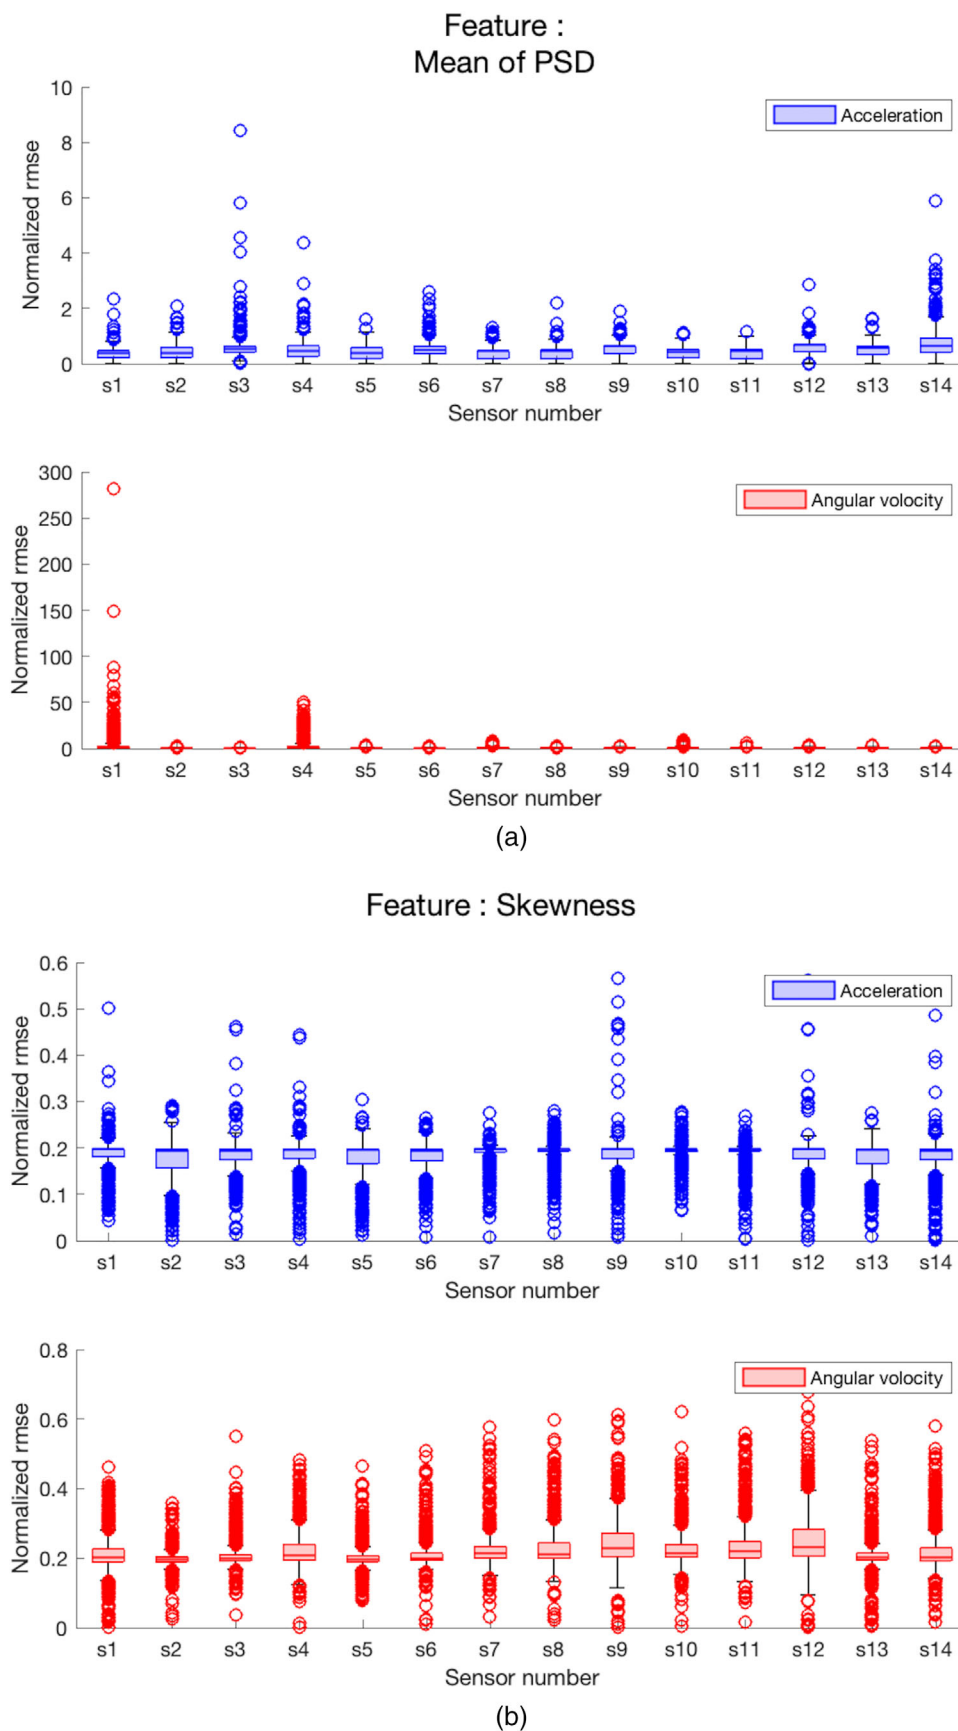 Feature :
Mean of PSD
10
8
6
4
2
0
Normalized rmse
Acceleration
s1 s2 s3 s4 s5 s6 s7 s8 s9 s10 s11 s12 s13 s14
Sensor number
300
250
200
150
100
50
0
Normalized rmse
Angular volocity
s1 s2 s3 s4 s5 s6 s7 s8 s9 s10 s11 s12 s13 s14
Sensor number
(a)
Feature : Skewness
0.6
0.5
0.4
0.3
0.2
0.1
0
Normalized rmse
Acceleration
s1 s2 s3 s4 s5 s6 s7 s8 s9 s10 s11 s12 s13 s14
Sensor number
0.8
0.6
0.4
0.2
0
Normalized rmse
Angular volocity
s1 s2 s3 s4 s5 s6 s7 s8 s9 s10 s11 s12 s13 s14
Sensor number
(b)